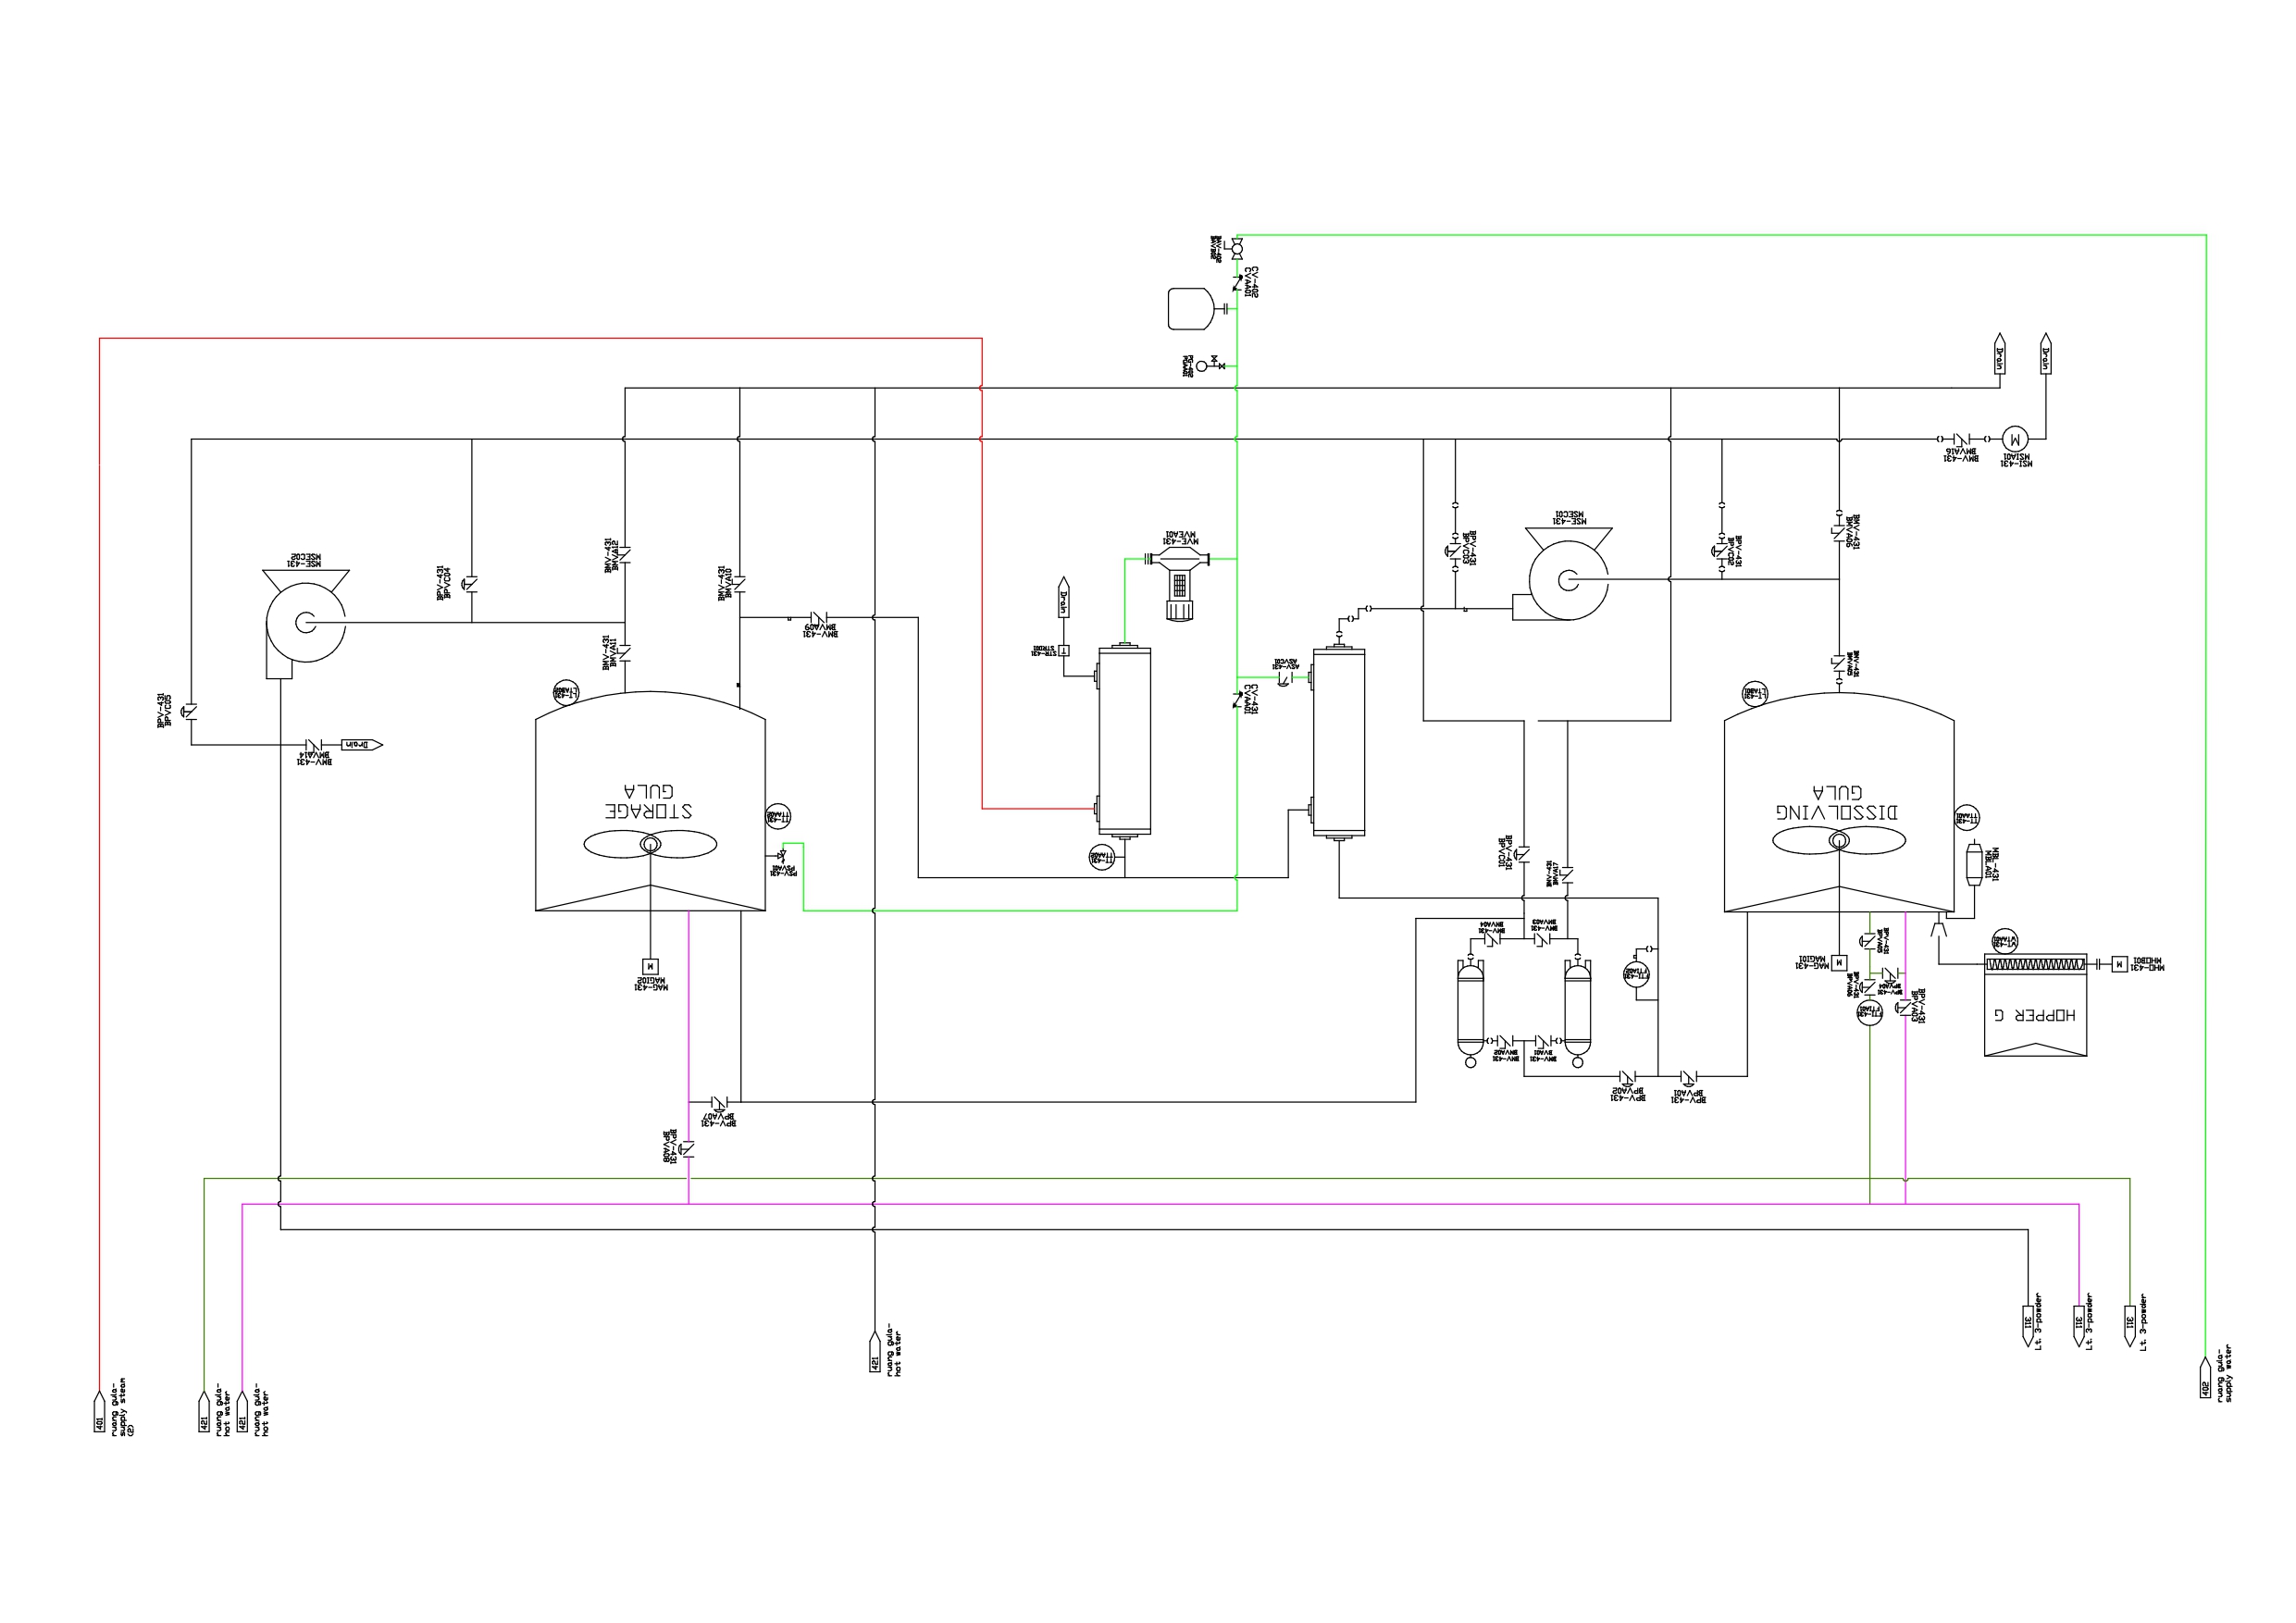 401
ruang gula-
supply steam
(2)
421
ruang gula-
hot water
421
ruang gula-
hot water
421
ruang gula-
hot water
402
ruang gula-
supply water
311
Lt. 3-powder
311
Lt. 3-powder
311
Lt. 3-powder
BPV-431
BPVA08
BPV-431
BPVA07
BPV-431
BPVA01
BPV-431
BPVA02
BMV-431
BVA01
BMV-431
BMVA02
HOPPER G
BPV-431
BPVA03
FTI-431
FTIA01
BPV-431
BPVA04
BPV-431
BPVA06
BPV-431
BPVA05
MHO-431
MHOB01
M
WT-431
WTAA01
M
MAG-431
MAGI01
FTI-431
FTIA02
MAG-431
MAGI02
M
BMV-431
BMVA03
BMV-431
BMVA04
MBL-431
MBLA01
BMV-431
BMVA17
BPV-431
BPVC01
TT-431
TTAA02
PSV-431
PSVA01
TT-431
TTAA01
TT-431
TTAA02
DISSOLVING
GULA
STORAGE
GULA
BMV-431
BMVA14
Drain
BPV-431
BPVC05
CV-431
CVAA01
LT-431
LTAB01
LT-431
LTAB02
BMV-431
BMVA05
ASV-431
ASVC01
T
STR-431
STRD01
BMV-431
BMVA11
BMV-431
BMVA09
Drain
BMV-431
BMVA10
BPV-431
BPVC04
BPV-431
BPVC02
BPV-431
BPVC03
BMV-431
BMVA06
BMV-431
BMVA12
MSE-431
MSEC02
MVE-431
MVEA01
MSE-431
MSEC01
MSI-431
MSIA01
M
BMV-431
BMVA16
Drain
Drain
PG-402
PGAA01
CV-402
CVAA01
BAV-402
BAVB02